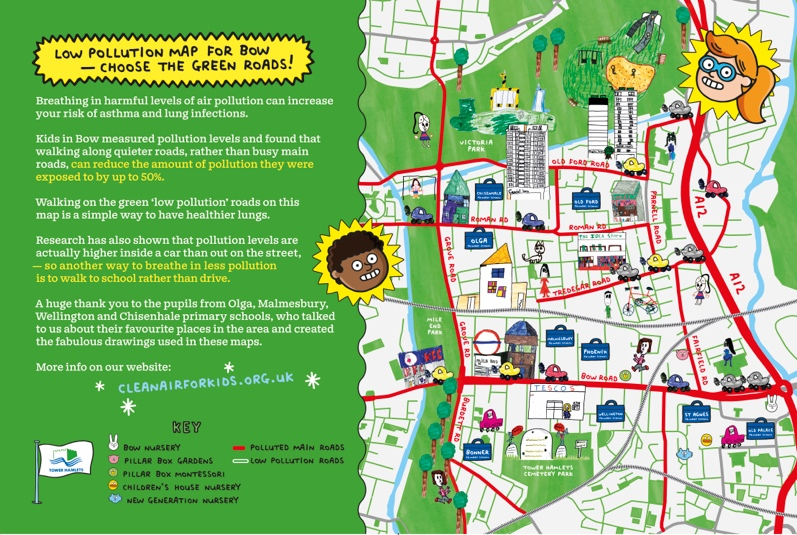 LOW POLLUTION MAP FOR BOW
— CHOOSE THE GREEN ROADS!
Breathing in harmful levels of air pollution can increase
your risk of asthma and lung infections.
Kids in Bow measured pollution levels and found that
walking along quieter roads, rather than busy main
roads, can reduce the amount of pollution they were
exposed to by up to 50%.
Walking on the green ‘low pollution’ roads on this
map is a simple way to have healthier lungs.
Research has also shown that pollution levels are
actually higher inside a car than out on the street,
— so another way to breathe in less pollution
is to walk to school rather than drive.
A huge thank you to the pupils from Olga, Malmesbury,
Wellington and Chisenhale primary schools, who talked
to us about their favourite places in the area and created
the fabulous drawings used in these maps.
More info on our website:
CLEANAIRFORKIDS.ORG.UK
KEY
BOW NURSERY
PILLAR BOX GARDENS
PILLAR BOX MONTESSORI
CHILDREN'S HOUSE NURSERY
NEW GENERATION NURSERY
POLLUTED MAIN ROADS
LOW POLLUTION ROADS
TOWER HAMLETS
VICTORIA
PARK
OLD FORD ROAD
CHISENHALE
OLD FORD
PARNELL ROAD
A12
ROMAN RD
ROMAN RD
OLGA
GROVE ROAD
THE IDEA STORE
TREDEGAR ROAD
A12
MILE
END
PARK
GROVE RD
MALMESBURY
PHOENIX
FAIRFIELD RD
KFC
BOW ROAD
TESCOS
BURDETT RD
WELLINGTON
ST AGNES
OLD PALACE
BONNER
TOWER HAMLETS
CEMETERY PARK